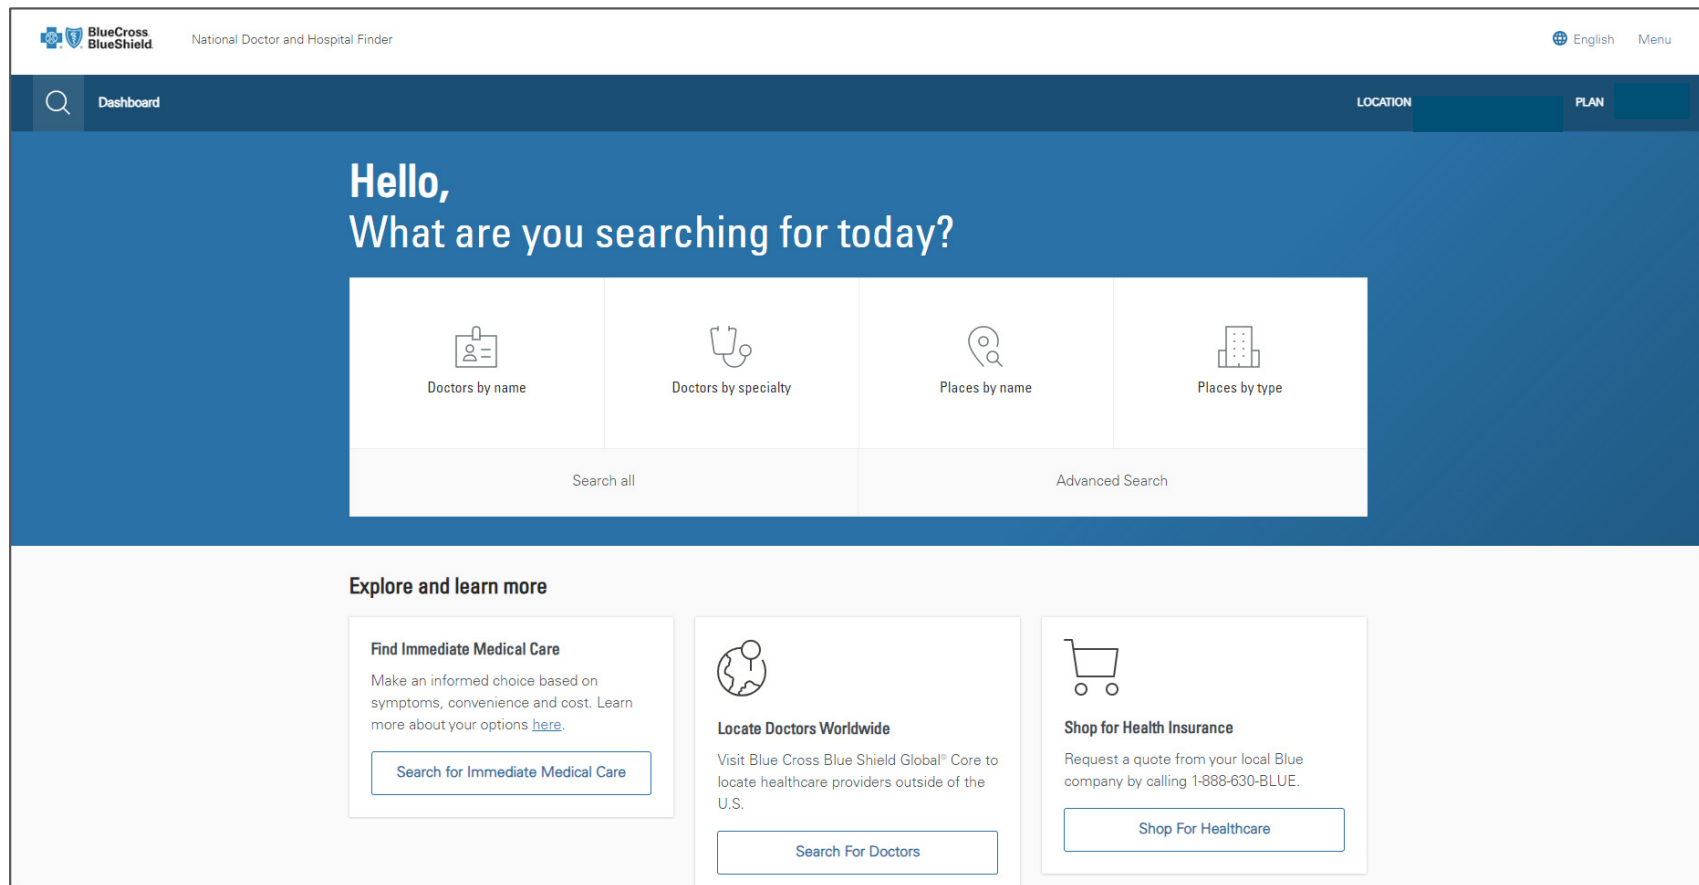 BlueCross
BlueShield
National Doctor and Hospital Finder
English
Menu
Dashboard
LOCATION
PLAN
Hello,
What are you searching for today?
Doctors by name
Doctors by specialty
Places by name
Places by type
Search all
Advanced Search
Explore and learn more
Find Immediate Medical Care
Make an informed choice based on
symptoms, convenience and cost. Learn
more about your options here.
Search for Immediate Medical Care
Locate Doctors Worldwide
Visit Blue Cross Blue Shield Global® Core to
locate healthcare providers outside of the
U.S.
Search For Doctors
Shop for Health Insurance
Request a quote from your local Blue
company by calling 1-888-630-BLUE.
Shop For Healthcare